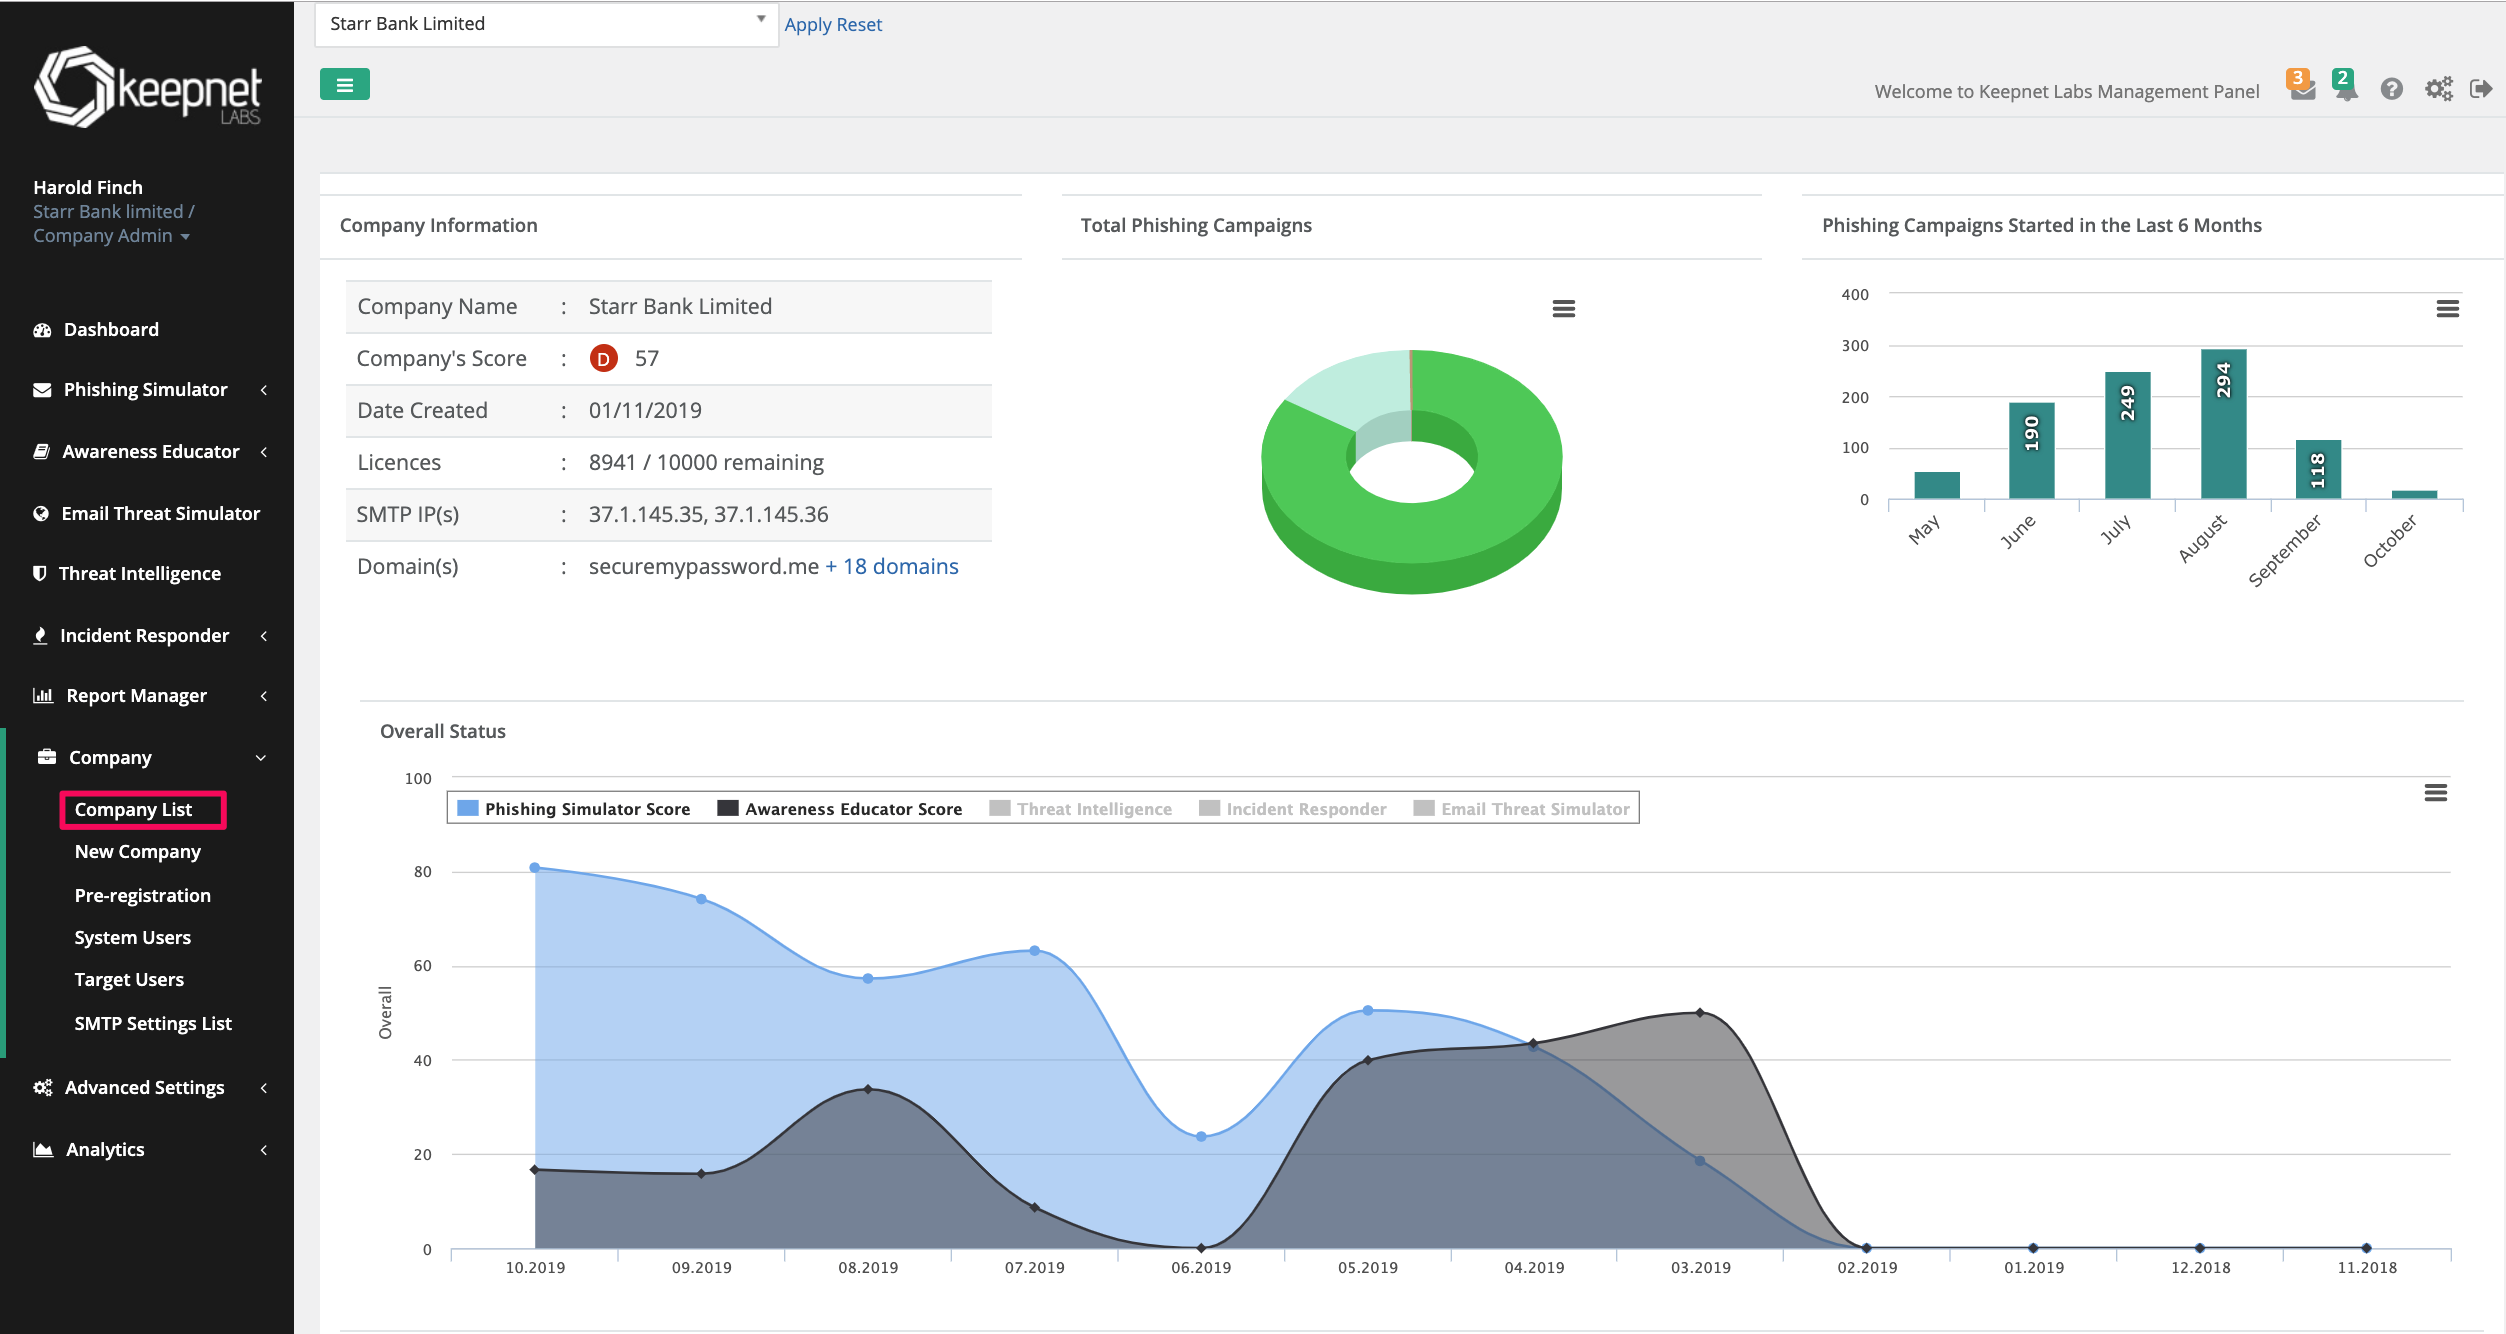 Starr Bank Limited
Apply Reset
keepnet
LABS
Welcome to Keepnet Labs Management Panel
3
2
Harold Finch
Starr Bank limited /
Company Admin
Dashboard
Phishing Simulator
Awareness Educator
Email Threat Simulator
Threat Intelligence
Incident Responder
Report Manager
Company
Company List
New Company
Pre-registration
System Users
Target Users
SMTP Settings List
Advanced Settings
Analytics
Company Information
Company Name : Starr Bank Limited
Company's Score : D 57
Date Created : 01/11/2019
Licences : 8941 / 10000 remaining
SMTP IP(s) : 37.1.145.35, 37.1.145.36
Domain(s) : securemypassword.me + 18 domains
Total Phishing Campaigns
Phishing Campaigns Started in the Last 6 Months
400
300
200
100
0
190
249
294
118
May
June
July
August
September
October
Overall Status
Phishing Simulator Score
Awareness Educator Score
Threat Intelligence
Incident Responder
Email Threat Simulator
Overall
100
80
60
40
20
0
10.2019
09.2019
08.2019
07.2019
06.2019
05.2019
04.2019
03.2019
02.2019
01.2019
12.2018
11.2018